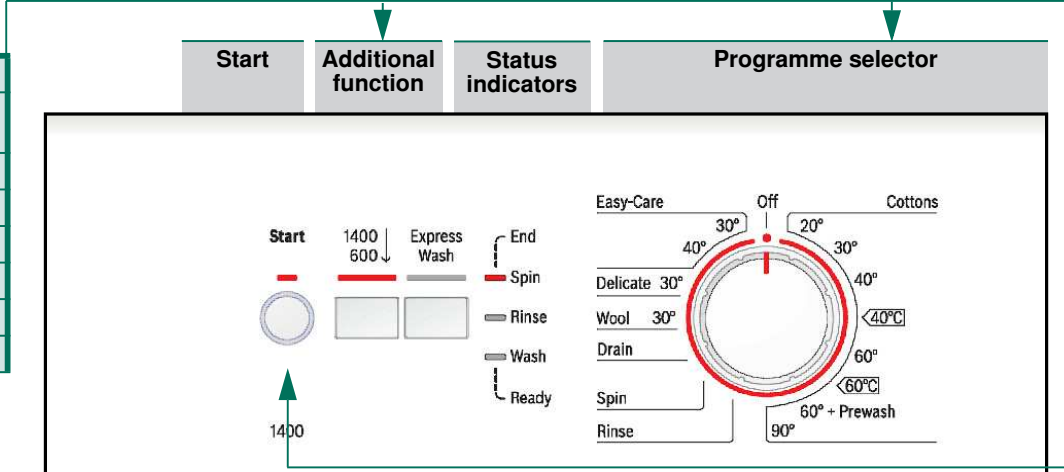 Start
Additional
function
Status
indicators
Programme selector
Start
1400
600
Express
Wash
End
Spin
Rinse
Wash
Ready
1400
Easy-Care
Off
Cottons
30°
20°
40°
30°
Delicate 30°
40°
Wool 30°
40°C
Drain
60°
60°C
Spin
60° + Prewash
Rinse
90°